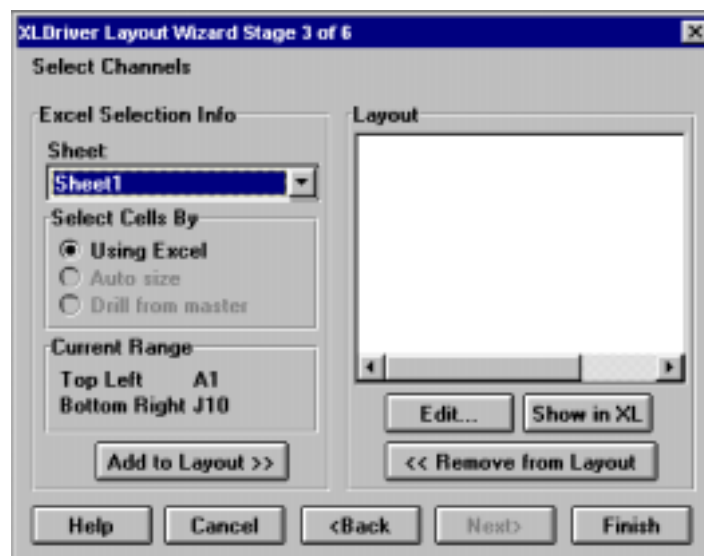 XLDriver Layout Wizard Stage 3 of 6
Select Channels
Excel Selection Info
Sheet
Sheet1
Select Cells By
Using Excel
Auto size
Drill from master
Current Range
Top Left A1
Bottom Right J10
Add to Layout >>
Layout
Edit...
Show in XL
<< Remove from Layout
Help
Cancel
<Back
Next>
Finish